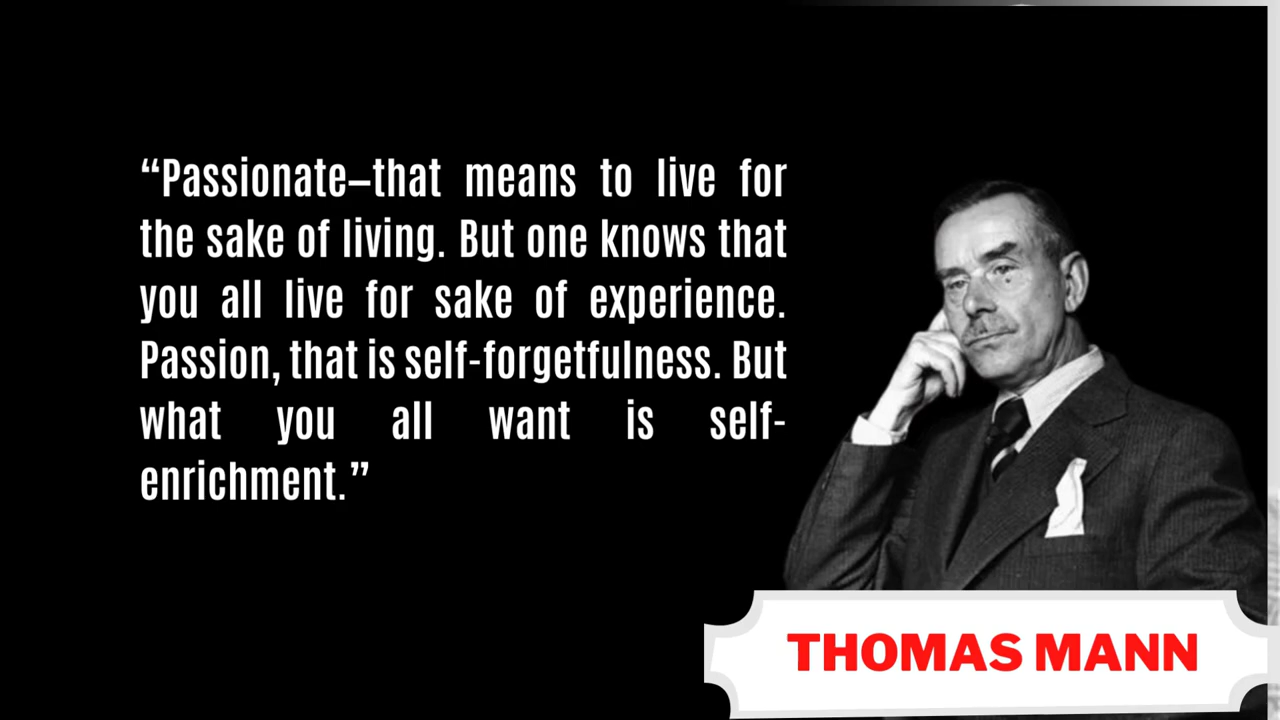 “Passionate—that means to live for
the sake of living. But one knows that
you all live for sake of experience.
Passion, that is self-forgetfulness. But
what you all want is self-
enrichment.”
THOMAS MANN